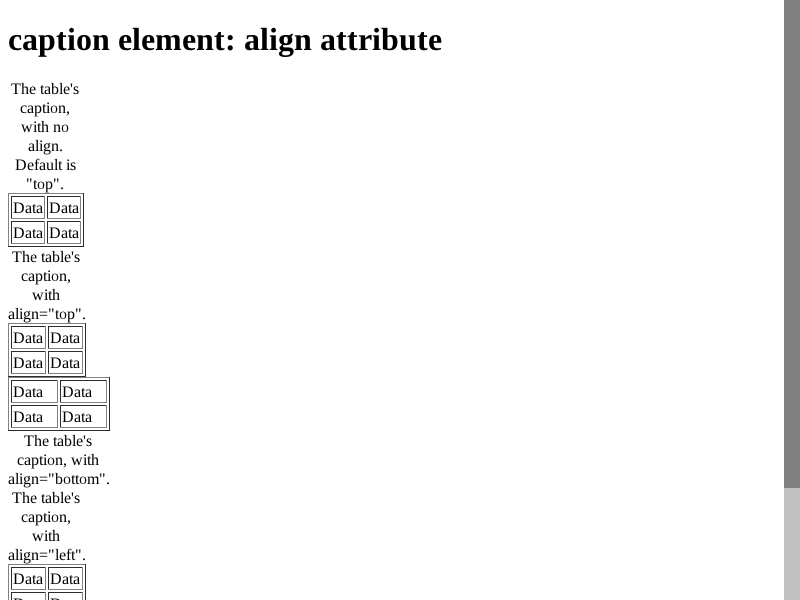 caption element: align attribute
The table's
caption,
with no
align.
Default is
"top".
Data Data
Data Data
The table's
caption,
with
align="top".
Data Data
Data Data
Data Data
Data Data
The table's
caption, with
align="bottom".
The table's
caption,
with
align="left".
Data Data